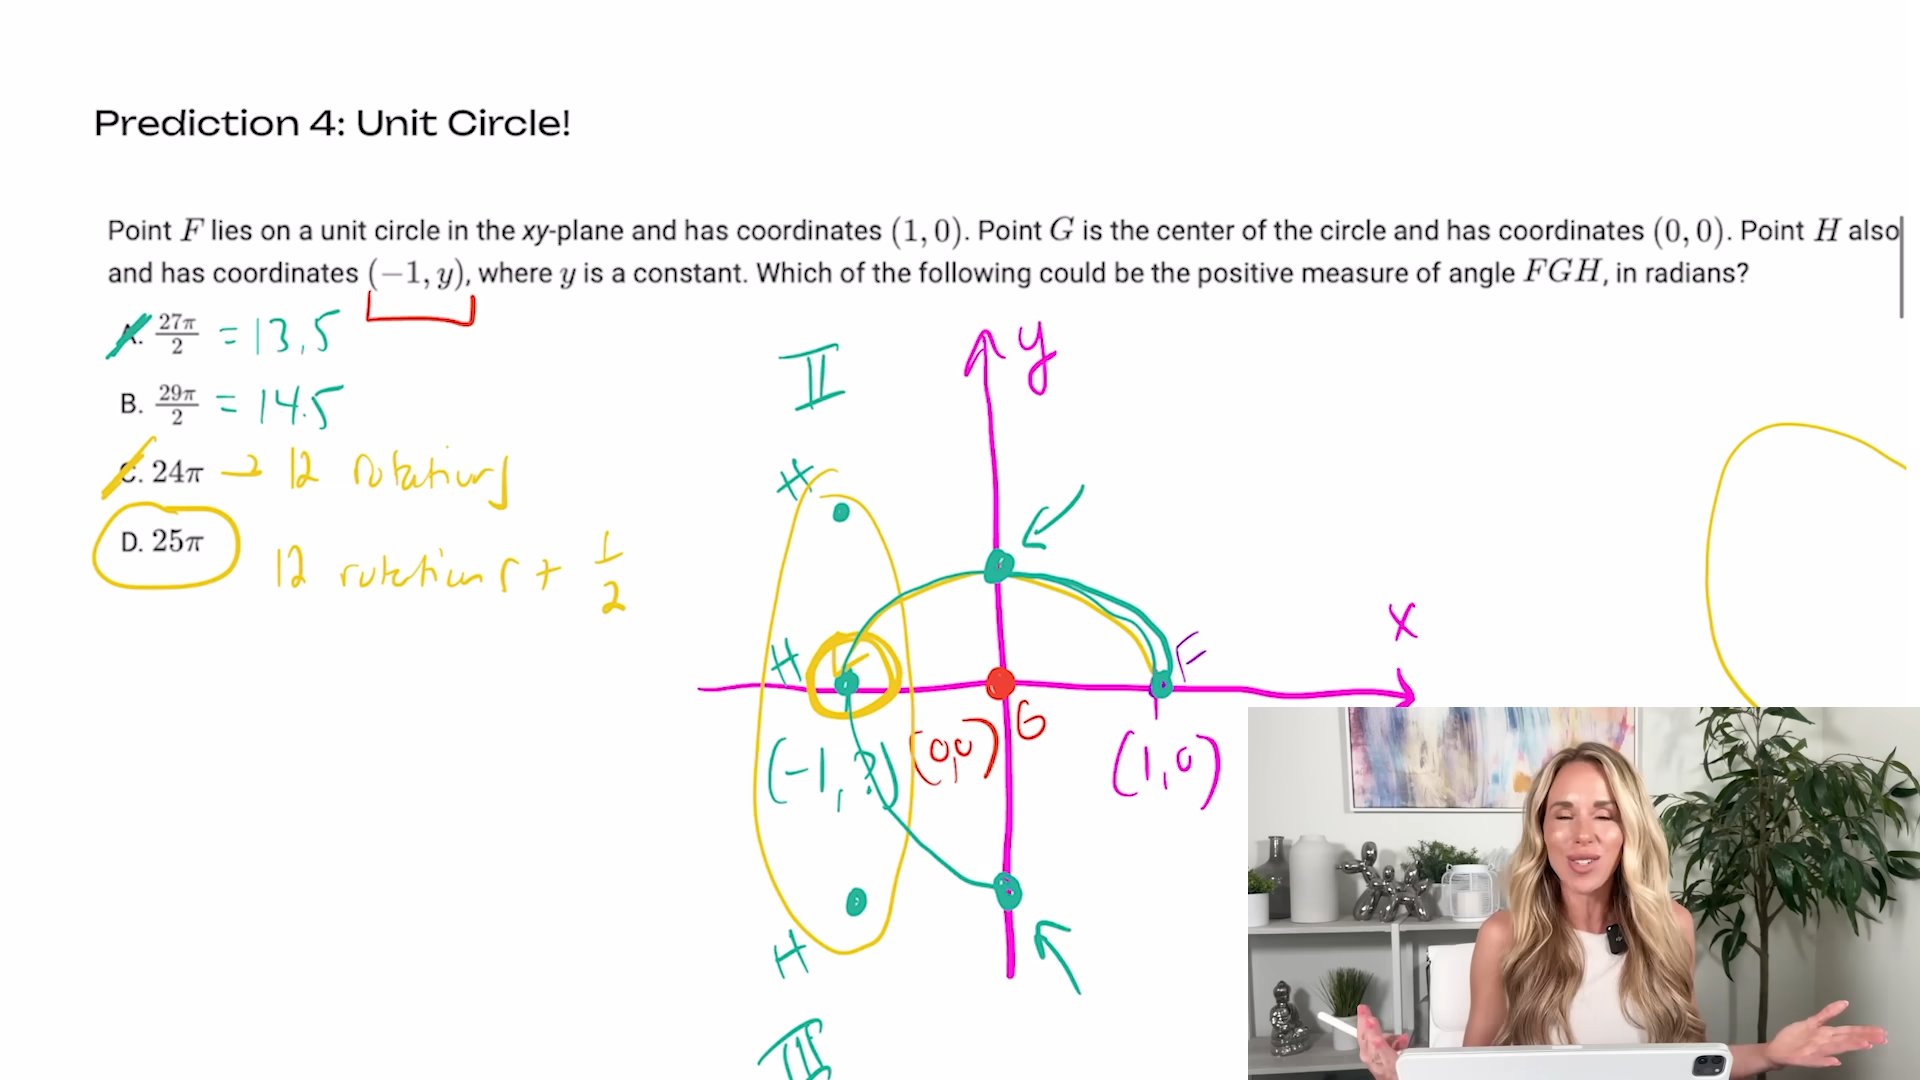 Prediction 4: Unit Circle!
Point F lies on a unit circle in the xy-plane and has coordinates (1, 0). Point G is the center of the circle and has coordinates (0, 0). Point H also
and has coordinates (−1, y), where y is a constant. Which of the following could be the positive measure of angle FGH, in radians?
A. 27π/2 = 13.5
B. 29π/2 = 14.5
C. 24π → 12 rotations
D. 25π
12 rotations + 1/2
II
y
H
x
H
F
G
(-1, ?)
(0,0)
(1,0)
H
III